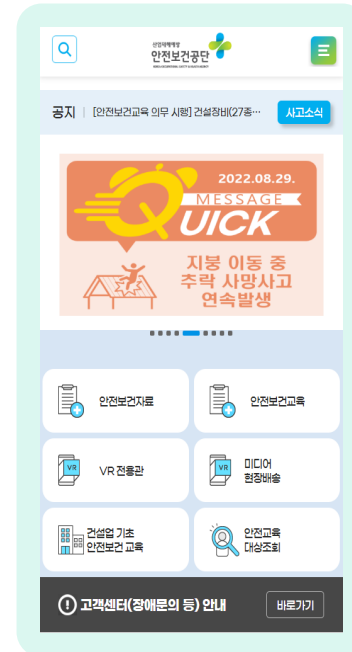 산업재해예방
안전보건공단
공지 | [안전보건교육 의무 시행] 건설장비(27종… 사고소식
2022.08.29.
MESSAGE
QUICK
지붕 이동 중
추락 사망사고
연속발생
안전보건자료
안전보건교육
VR
VR 전용관
VR
미디어
현장배송
건설업 기초
안전보건 교육
안전교육
대상조회
고객센터(장애문의 등) 안내
바로가기